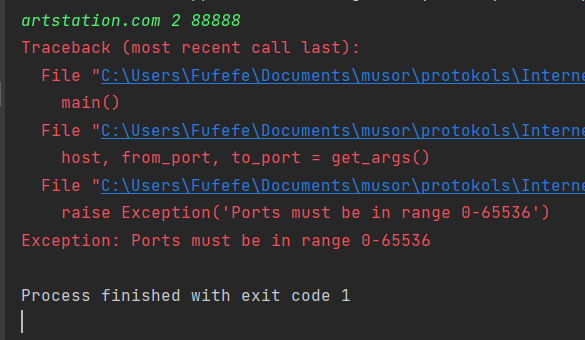 artstation.com 2 88888
Traceback (most recent call last):
File "C:\Users\Fufefe\Documents\musor\protokols\Interne
main()
File "C:\Users\Fufefe\Documents\musor\protokols\Interne
host, from_port, to_port = get_args()
File "C:\Users\Fufefe\Documents\musor\protokols\Interne
raise Exception('Ports must be in range 0-65536')
Exception: Ports must be in range 0-65536
Process finished with exit code 1